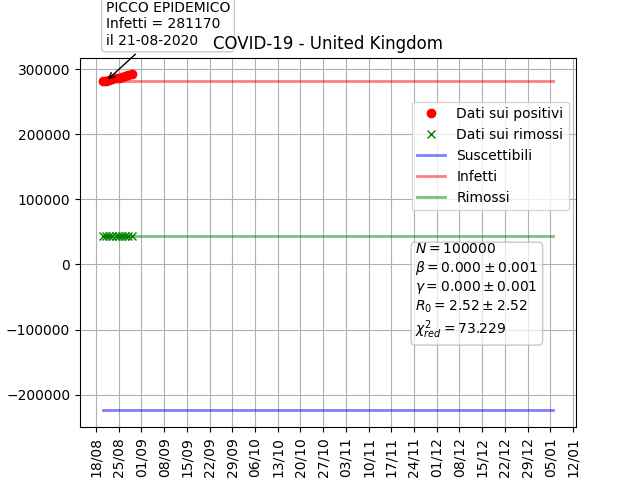 PICCO EPIDEMICO
Infetti = 281170
il 21-08-2020
COVID-19 - United Kingdom
300000
200000
100000
0
−100000
−200000
Dati sui positivi
Dati sui rimossi
Suscettibili
Infetti
Rimossi
N = 100000
β = 0.000 ± 0.001
γ = 0.000 ± 0.001
R₀ = 2.52 ± 2.52
χ²red = 73.229
18/08
25/08
01/09
08/09
15/09
22/09
29/09
06/10
13/10
20/10
27/10
03/11
10/11
17/11
24/11
01/12
08/12
15/12
22/12
29/12
05/01
12/01